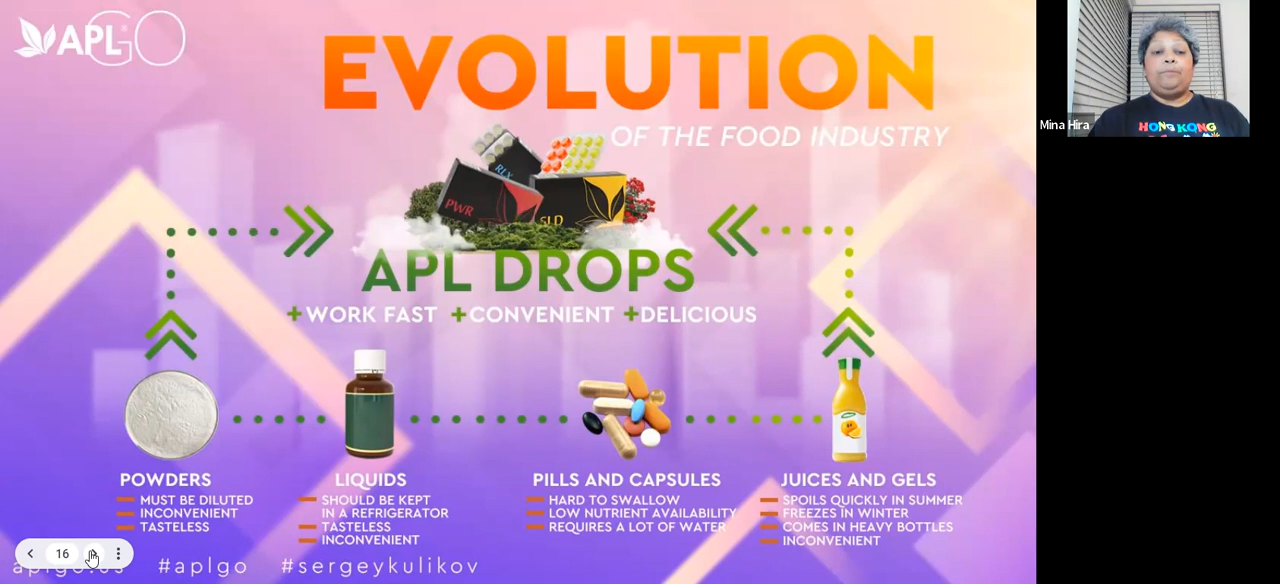 APLGO
EVOLUTION
OF THE FOOD INDUSTRY
RLX
PWR
SLD
APL DROPS
+WORK FAST +CONVENIENT +DELICIOUS
POWDERS
MUST BE DILUTED
INCONVENIENT
TASTELESS
LIQUIDS
SHOULD BE KEPT
IN A REFRIGERATOR
TASTELESS
INCONVENIENT
PILLS AND CAPSULES
HARD TO SWALLOW
LOW NUTRIENT AVAILABILITY
REQUIRES A LOT OF WATER
JUICES AND GELS
SPOILS QUICKLY IN SUMMER
FREEZES IN WINTER
COMES IN HEAVY BOTTLES
INCONVENIENT
16
#aplgo #sergeykulikov
Mina Hira
HONG KONG